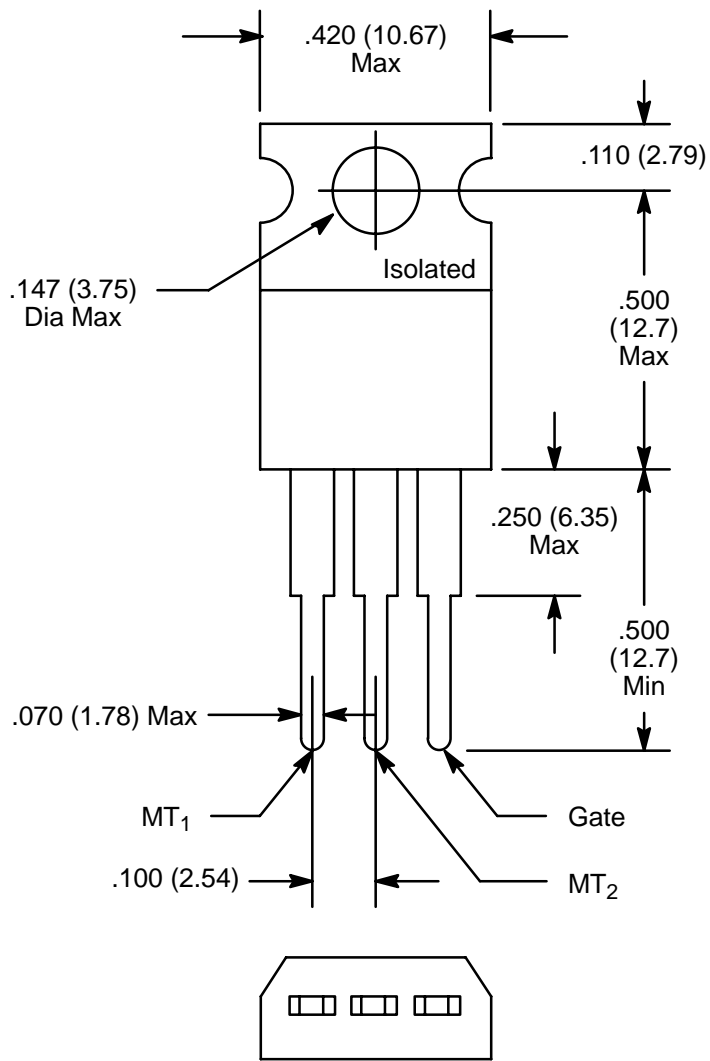 .420 (10.67)
Max
.110 (2.79)
Isolated
.147 (3.75)
Dia Max
.500
(12.7)
Max
.250 (6.35)
Max
.500
(12.7)
Min
.070 (1.78) Max
MT1
Gate
.100 (2.54)
MT2